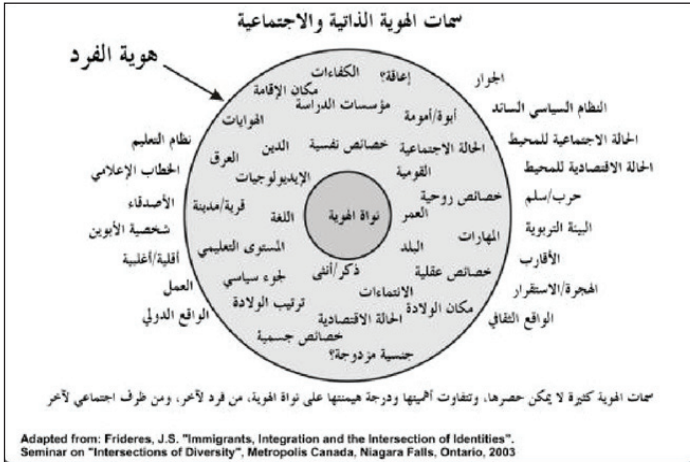 سمات الهوية الذاتية والاجتماعية
هوية الفرد
الكفاءات
إعاقة؟
مكان الإقامة
مؤسسات الدراسة
أبوة/أمومة
الهوايات
الحالة الاجتماعية
خصائص نفسية
الدين
العرق
القومية
الإيديولوجيات
خصائص روحية
العمر
نواة الهوية
اللغة
قرية/مدينة
المهارات
البلد
المستوى التعليمي
خصائص عقلية
ذكر/أنثى
لجوء سياسي
الانتماءات
ترتيب الولادة
مكان الولادة
الحالة الاقتصادية
خصائص جسمية
جنسية مزدوجة؟
الجوار
النظام السياسي السائد
الحالة الاجتماعية للمحيط
الحالة الاقتصادية للمحيط
حرب/سلم
البيئة التربوية
الأقارب
الهجرة/الاستقرار
الواقع الثقافي
نظام التعليم
الخطاب الإعلامي
الأصدقاء
شخصية الأبوين
أقلية/أغلبية
العمل
الواقع الدولي
سمات الهوية كثيرة لا يمكن حصرها، وتتفاوت أهميتها ودرجة هيمنتها على نواة الهوية، من فرد لآخر، ومن ظرف اجتماعي لآخر
Adapted from: Frideres, J.S. "Immigrants, Integration and the Intersection of Identities".
Seminar on "Intersections of Diversity", Metropolis Canada, Niagara Falls, Ontario, 2003